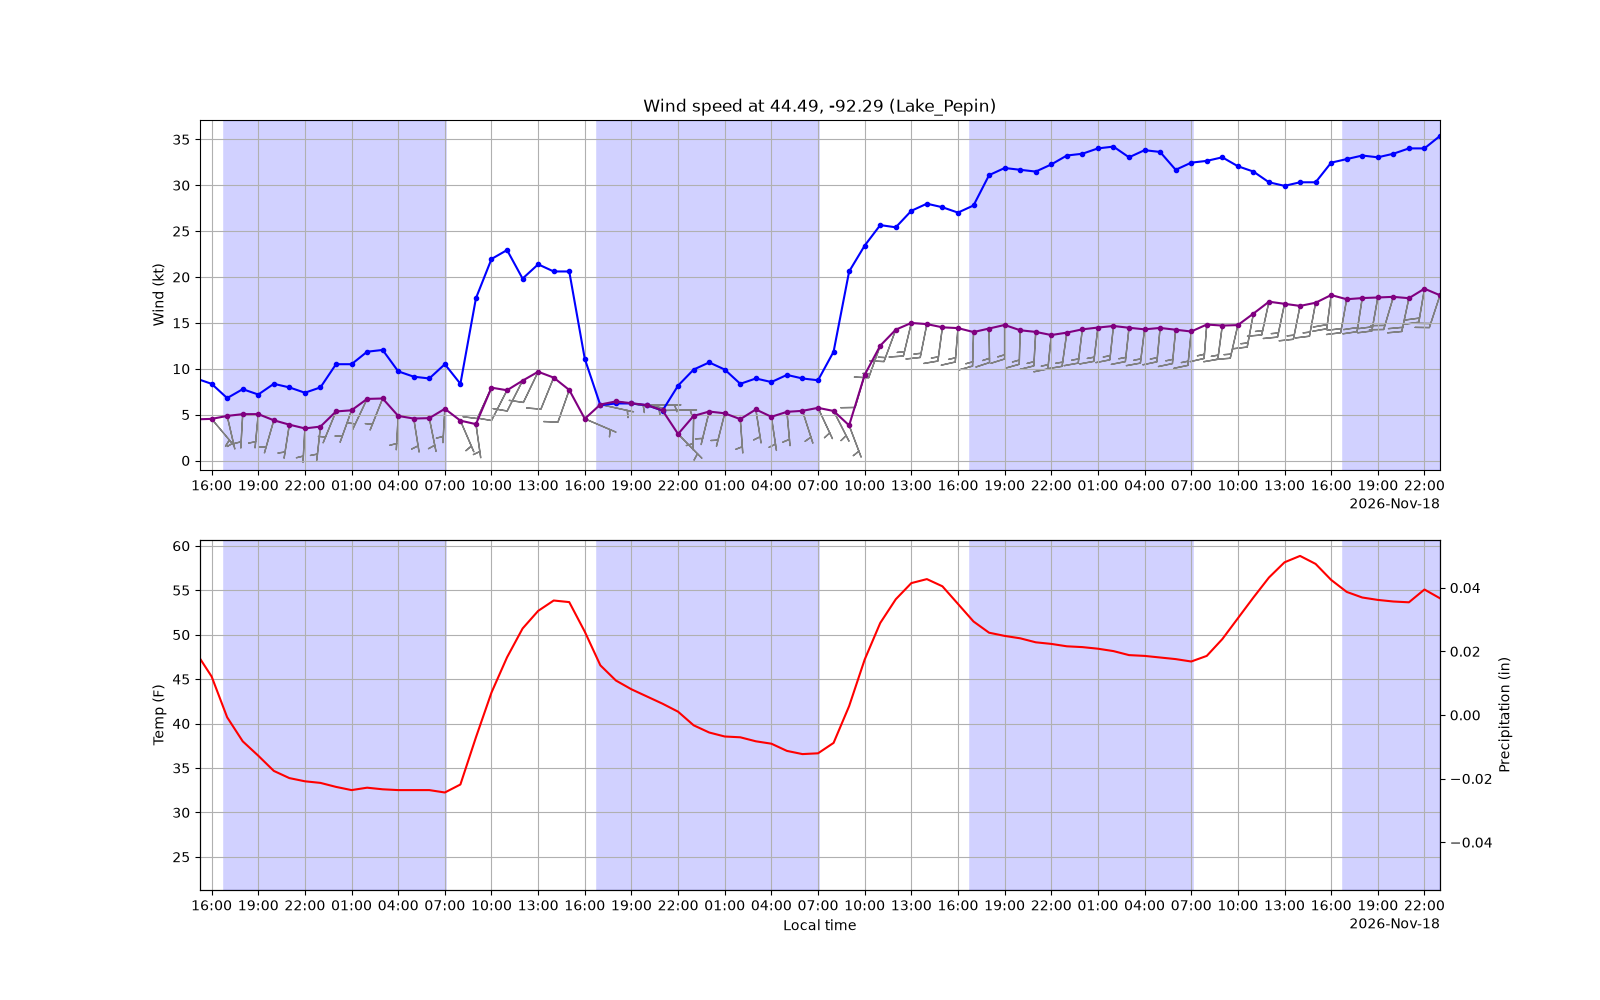 Wind speed at 44.49, -92.29 (Lake_Pepin)
35
30
25
20
15
10
5
0
Wind (kt)
16:00 19:00 22:00 01:00 04:00 07:00 10:00 13:00 16:00 19:00 22:00 01:00 04:00 07:00 10:00 13:00 16:00 19:00 22:00 01:00 04:00 07:00 10:00 13:00 16:00 19:00 22:00
2026-Nov-18
60
55
50
45
40
35
30
25
Temp (F)
0.04
0.02
0.00
−0.02
−0.04
Precipitation (in)
16:00 19:00 22:00 01:00 04:00 07:00 10:00 13:00 16:00 19:00 22:00 01:00 04:00 07:00 10:00 13:00 16:00 19:00 22:00 01:00 04:00 07:00 10:00 13:00 16:00 19:00 22:00
Local time
2026-Nov-18